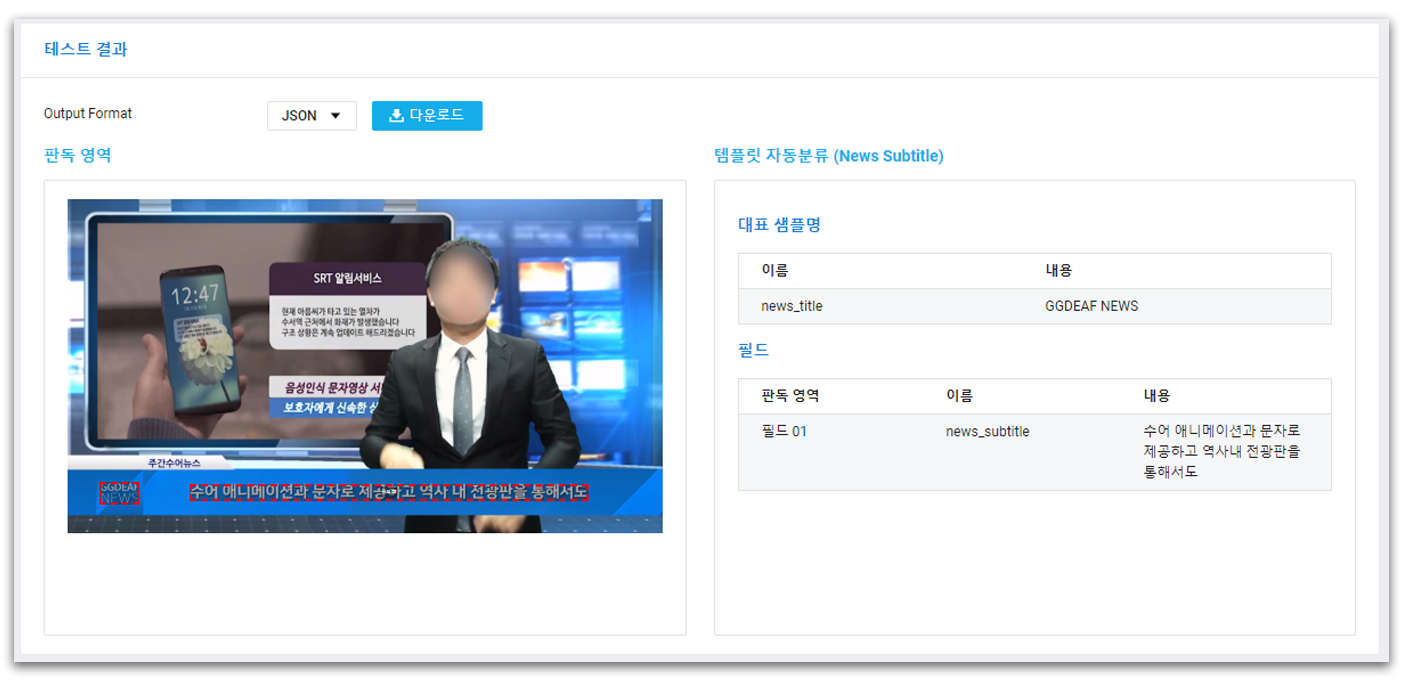 테스트 결과
Output Format
JSON
다운로드
판독 영역
SRT 알림서비스
12:47
현재 아름씨가 타고 있는 열차가
수서역 근처에서 화재가 발생했습니다
구조 상황은 계속 업데이트 해드리겠습니다
음성인식 문자영상 서
보호자에게 신속한 상
주간수어뉴스
GGDEAF
NEWS
수어 애니메이션과 문자로 제공하고 역사 내 전광판을 통해서도
템플릿 자동분류 (News Subtitle)
대표 샘플명
이름 내용
news_title GGDEAF NEWS
필드
판독 영역 이름 내용
필드 01 news_subtitle 수어 애니메이션과 문자로
제공하고 역사내 전광판을
통해서도